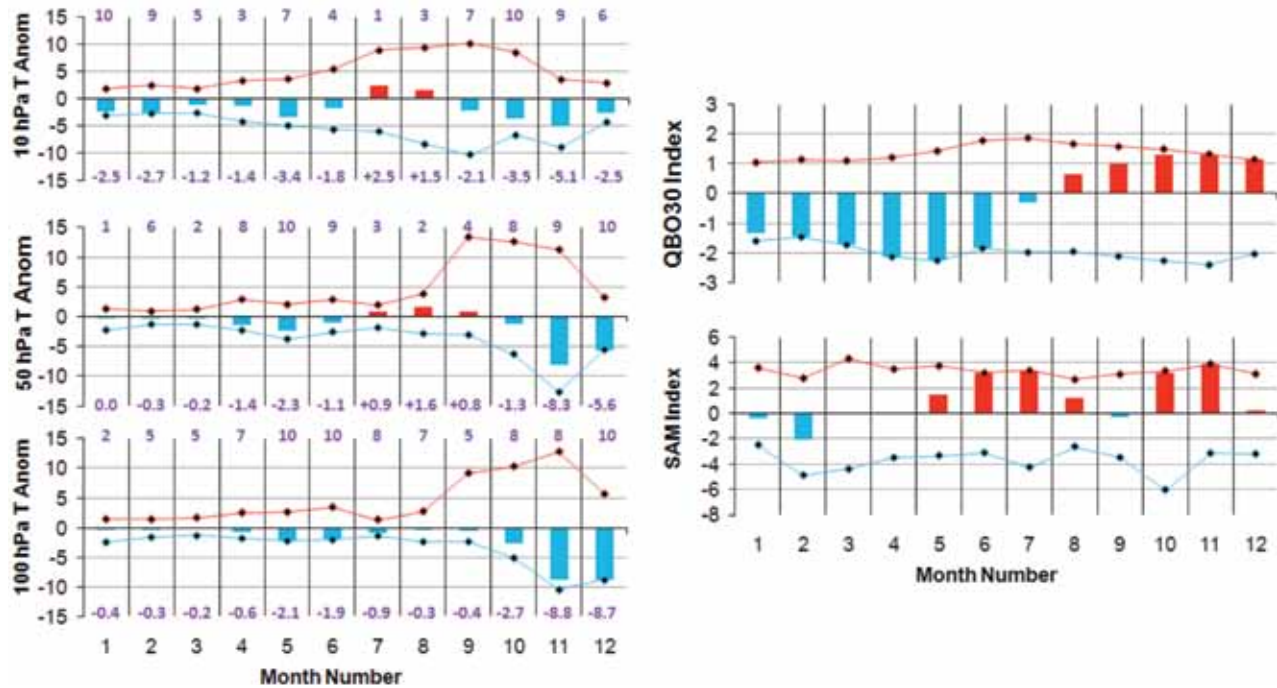 10 hPa T Anom
15
10
5
0
-5
-10
-15
10 9 5 3 7 4 1 3 7 10 9 6
-2.5 -2.7 -1.2 -1.4 -3.4 -1.8 +2.5 +1.5 -2.1 -3.5 -5.1 -2.5
50 hPa T Anom
15
10
5
0
-5
-10
-15
1 6 2 8 10 9 3 2 4 8 9 10
0.0 -0.3 -0.2 -1.4 -2.3 -1.1 +0.9 +1.6 +0.8 -1.3 -8.3 -5.6
100 hPa T Anom
15
10
5
0
-5
-10
-15
2 5 5 7 10 10 8 7 5 8 8 10
-0.4 -0.3 -0.2 -0.6 -2.1 -1.9 -0.9 -0.3 -0.4 -2.7 -8.8 -8.7
1 2 3 4 5 6 7 8 9 10 11 12
Month Number
QBO30 Index
3
2
1
0
-1
-2
-3
SAM Index
6
4
2
0
-2
-4
-6
-8
1 2 3 4 5 6 7 8 9 10 11 12
Month Number